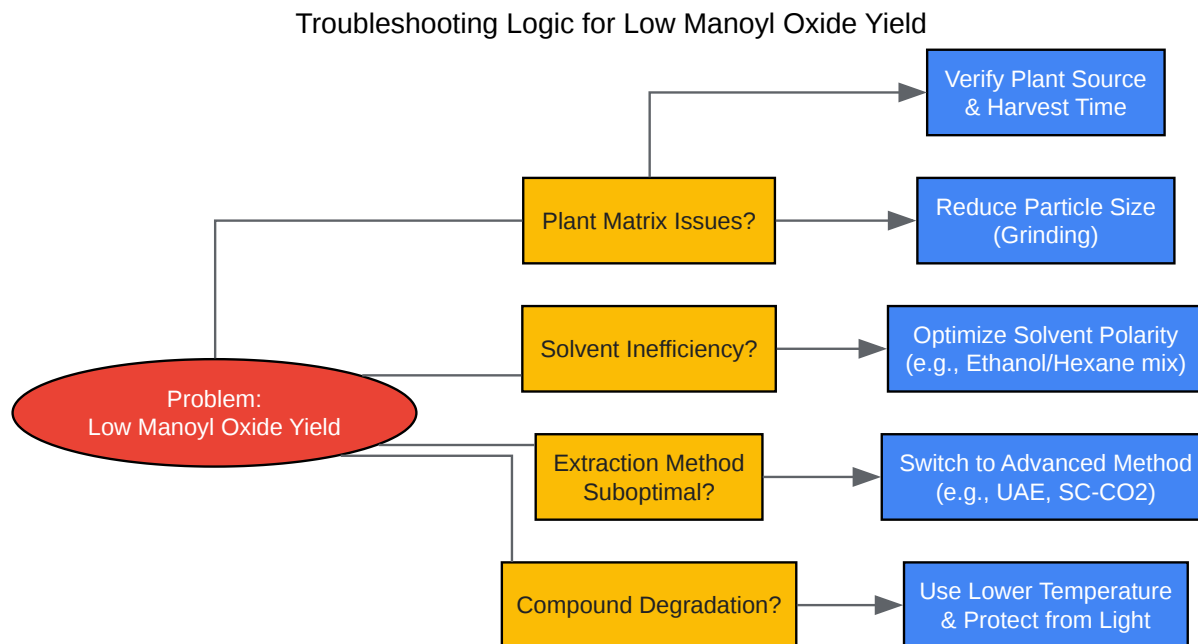 Troubleshooting Logic for Low Manoyl Oxide Yield
Verify Plant Source
& Harvest Time
Plant Matrix Issues?
Reduce Particle Size
(Grinding)
Solvent Inefficiency?
Optimize Solvent Polarity
(e.g., Ethanol/Hexane mix)
Problem:
Low Manoyl Oxide Yield
Extraction Method
Suboptimal?
Switch to Advanced Method
(e.g., UAE, SC-CO2)
Compound Degradation?
Use Lower Temperature
& Protect from Light